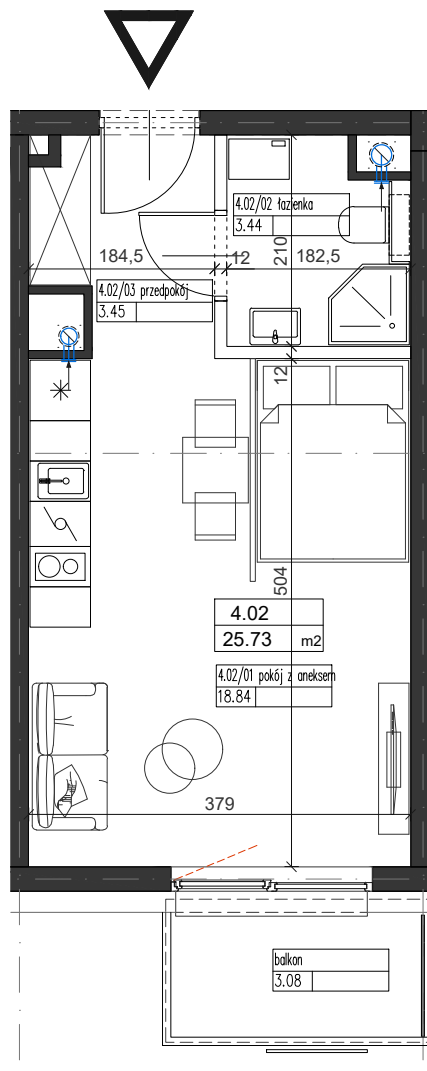 4.02/02 łazienka
3.44
184,5
12
210
182,5
4.02/03 przedpokój
3.45
12
504
4.02
25.73 m2
4.02/01 pokój z aneksem
18.84
379
balkon
3.08